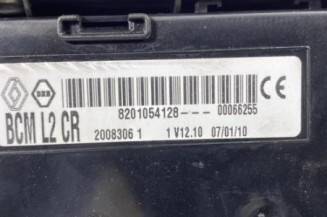 8201054128--- 00066255
BCM L2 CR
2008306 1 1 V12.10 07/01/10